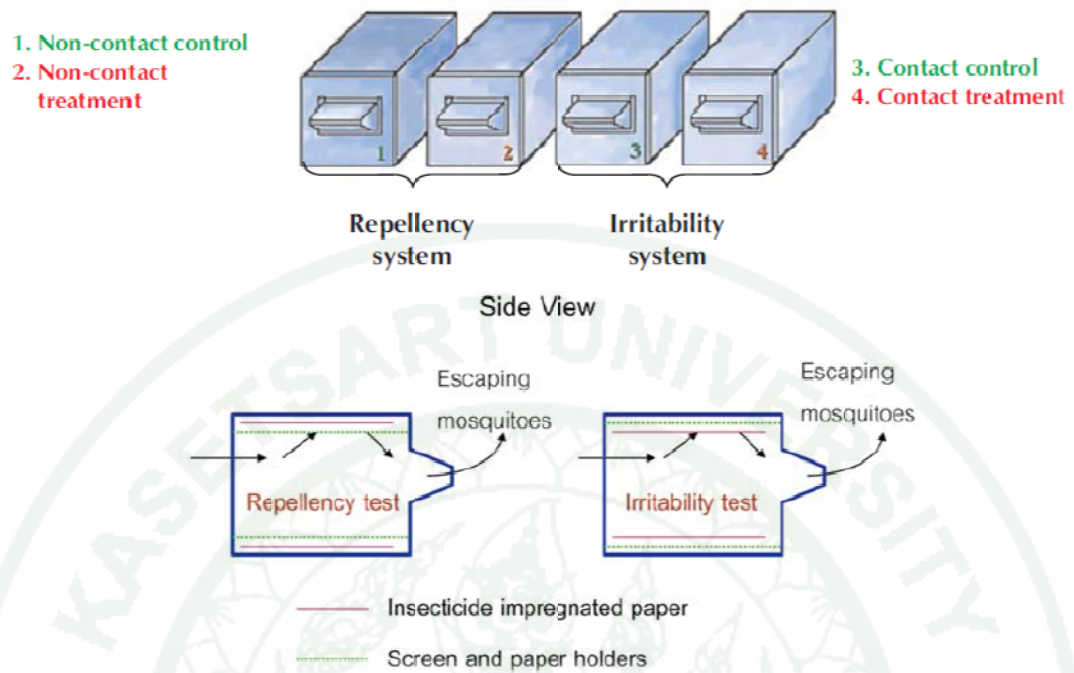 1. Non-contact control
2. Non-contact
treatment
3. Contact control
4. Contact treatment
1
2
3
4
Repellency
system
Irritability
system
Side View
Escaping
mosquitoes
Escaping
mosquitoes
Repellency test
Irritability test
Insecticide impregnated paper
Screen and paper holders
KASETSART UNIVERSITY